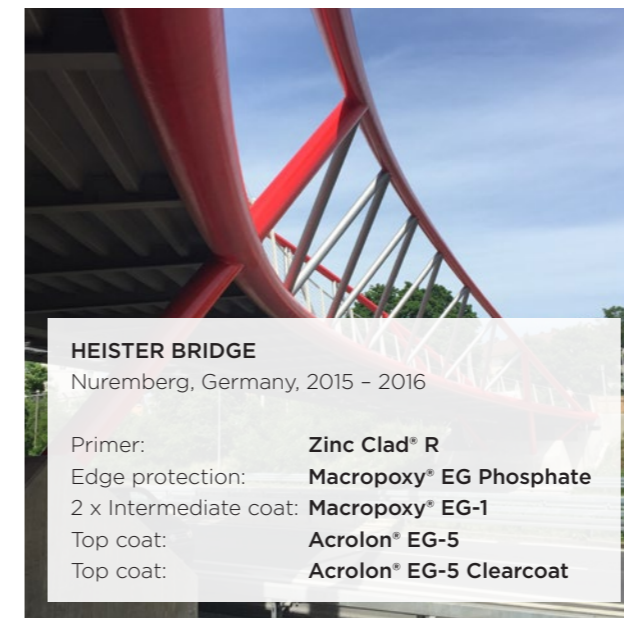 HEISTER BRIDGE
Nuremberg, Germany, 2015 – 2016
Primer: Zinc Clad® R
Edge protection: Macropoxy® EG Phosphate
2 x Intermediate coat: Macropoxy® EG-1
Top coat: Acrolon® EG-5
Top coat: Acrolon® EG-5 Clearcoat